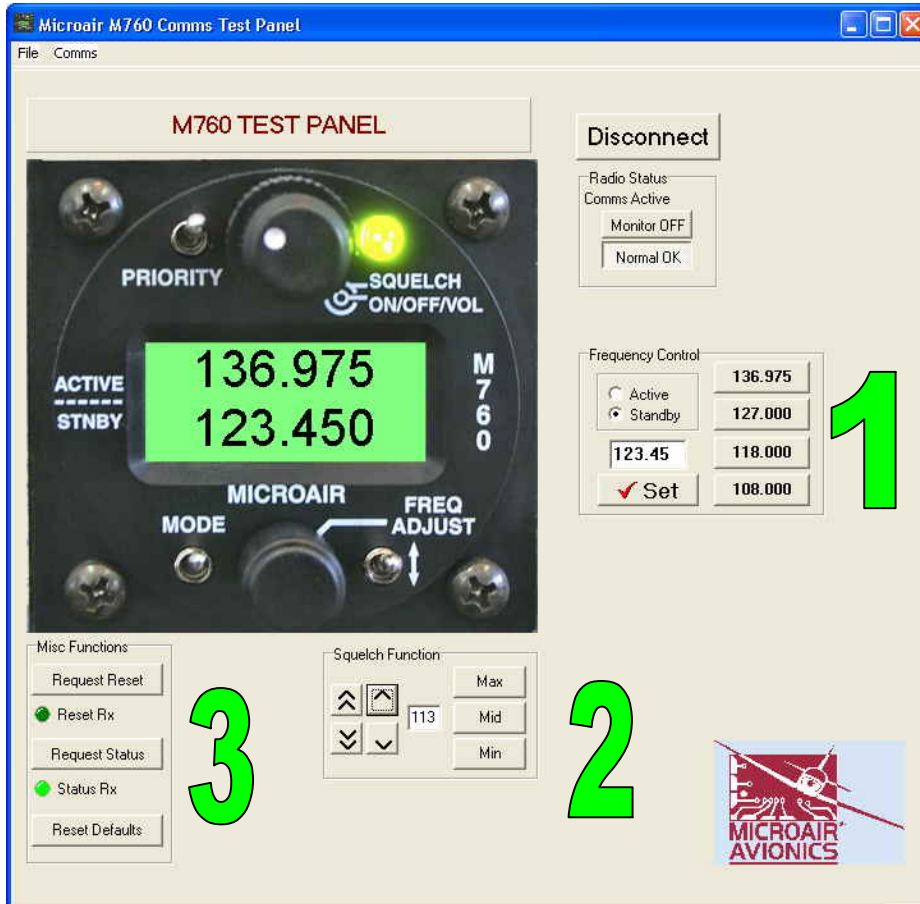 Microair M760 Comms Test Panel
File Comms
M760 TEST PANEL
Disconnect
Radio Status
Comms Active
Monitor OFF
Normal OK
PRIORITY
SQUELCH
ON/OFF/VOL
ACTIVE
STNBY
136.975
123.450
M760
MICROAIR
MODE
FREQ
ADJUST
Frequency Control
Active
Standby
123.45
Set
136.975
127.000
118.000
108.000
1
Misc Functions
Request Reset
Reset Rx
Request Status
Status Rx
Reset Defaults
3
Squelch Function
113
Max
Mid
Min
2
MICROAIR
AVIONICS